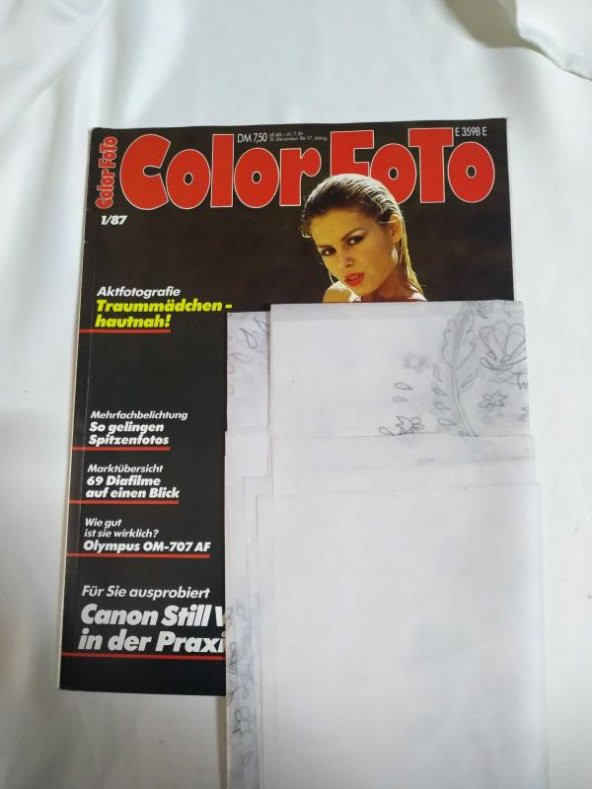 Color FoTo
DM 7,50
E 3598 E
Color FoTo
1/87
Aktfotografie
Traummädchen-
hautnah!
Mehrfachbelichtung
So gelingen
Spitzenfotos
Marktübersicht
69 Diafilme
auf einen Blick
Wie gut
ist sie wirklich?
Olympus OM-707 AF
Für Sie ausprobiert
Canon Still
in der Praxi